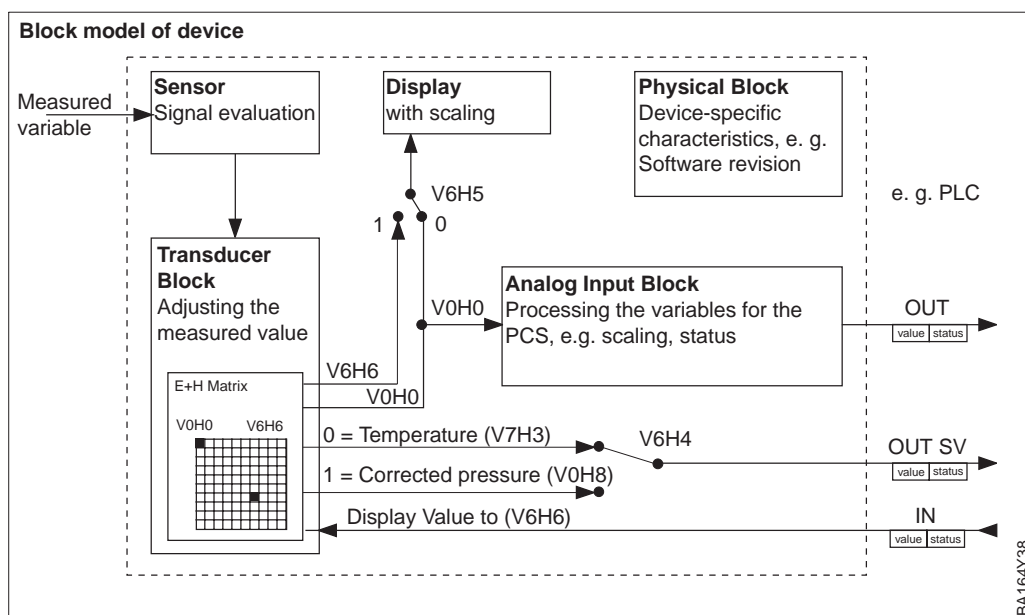 Block model of device
Sensor
Signal evaluation
Display
with scaling
Physical Block
Device-specific
characteristics, e. g.
Software revision
Measured
variable
V6H5
1
0
e. g. PLC
Transducer
Block
Adjusting the
measured value
V0H0
Analog Input Block
Processing the variables for the
PCS, e.g. scaling, status
OUT
value status
V6H6
V0H0
E+H Matrix
V0H0 V6H6
0 = Temperature (V7H3)
V6H4
OUT SV
value status
1 = Corrected pressure (V0H8)
Display Value to (V6H6)
IN
value status
BA164Y38